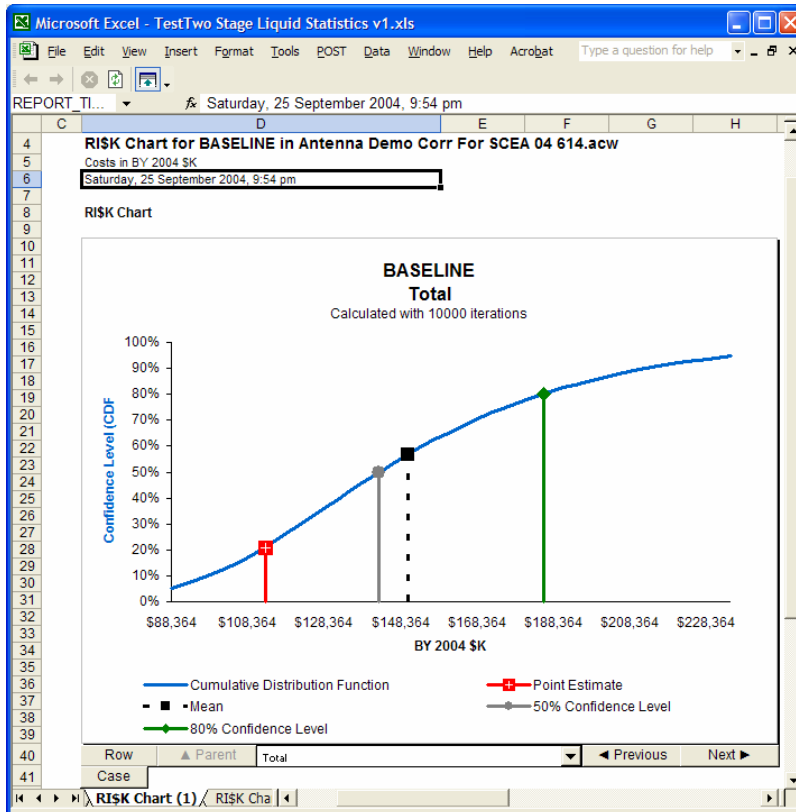 Microsoft Excel - TestTwo Stage Liquid Statistics v1.xls
File Edit View Insert Format Tools POST Data Window Help Acrobat Type a question for help
REPORT_TI... fx Saturday, 25 September 2004, 9:54 pm
C D E F G H
4 RI$K Chart for BASELINE in Antenna Demo Corr For SCEA 04 614.acw
5 Costs in BY 2004 $K
6 Saturday, 25 September 2004, 9:54 pm
7
8 RI$K Chart
9
10
11
12
13
14
15
16
17
18
19
20
21
22
23
24
25
26
27
28
29
30
31
32
33
34
35
36
37
38
39
40
41
BASELINE
Total
Calculated with 10000 iterations
100%
90%
80%
70%
60%
50%
40%
30%
20%
10%
0%
Confidence Level (CDF
$88,364 $108,364 $128,364 $148,364 $168,364 $188,364 $208,364 $228,364
BY 2004 $K
Cumulative Distribution Function Point Estimate
Mean 50% Confidence Level
80% Confidence Level
Row Parent Total Previous Next
Case
RI$K Chart (1) RI$K Cha